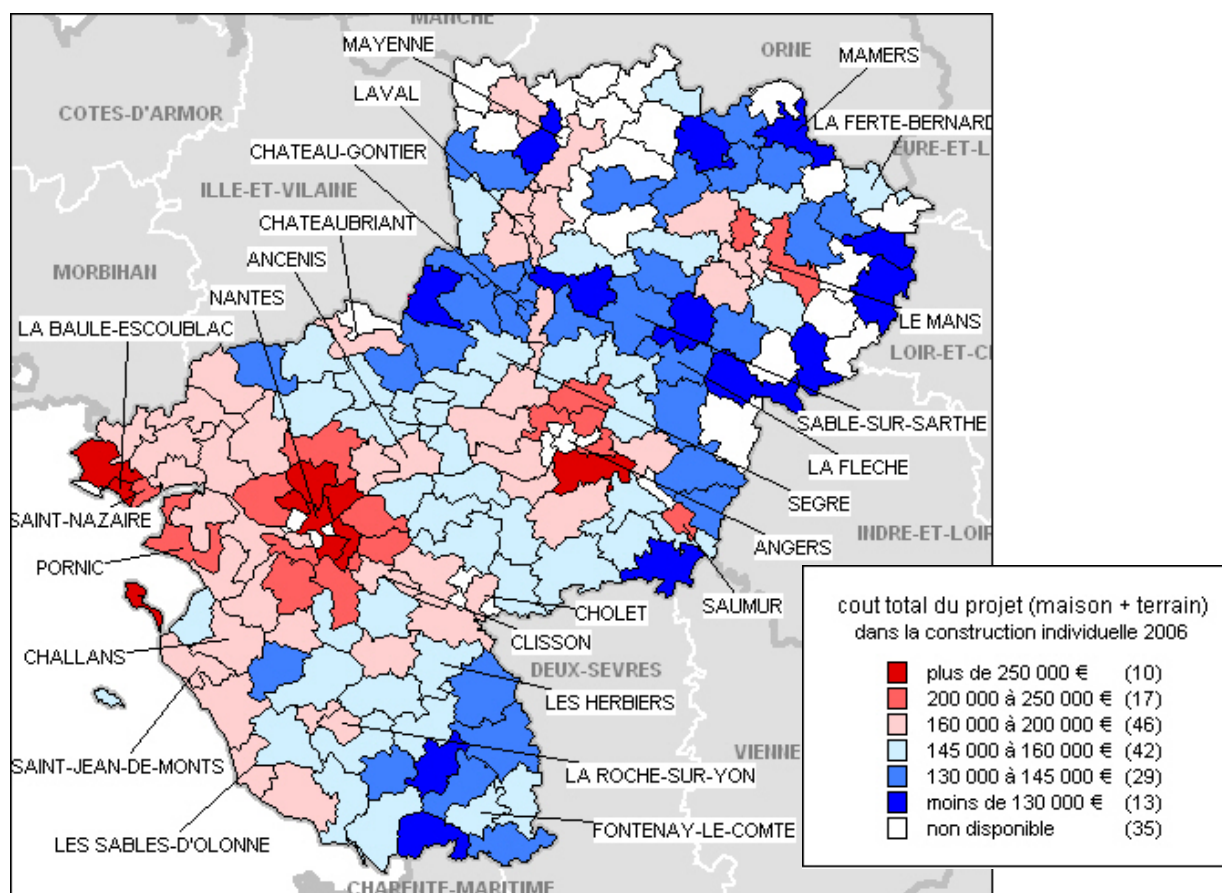 MANCHE
MAYENNE
ORNE
MAMERS
LAVAL
COTES-D'ARMOR
LA FERTE-BERNARD
CHATEAU-GONTIER
EURE-ET-L
ILLE-ET-VILAINE
CHATEAUBRIANT
ANCENIS
MORBIHAN
NANTES
LA BAULE-ESCOUBLAC
LE MANS
LOIR-ET-C
SABLE-SUR-SARTHE
LA FLECHE
SEGRE
SAINT-NAZAIRE
INDRE-ET-LOIR
ANGERS
PORNIC
SAUMUR
CHOLET
CLISSON
CHALLANS
DEUX-SEVRES
LES HERBIERS
VIENNE
SAINT-JEAN-DE-MONTS
LA ROCHE-SUR-YON
FONTENAY-LE-COMTE
LES SABLES-D'OLONNE
CHARENTE-MARITIME
cout total du projet (maison + terrain)
dans la construction individuelle 2006
plus de 250 000 € (10)
200 000 à 250 000 € (17)
160 000 à 200 000 € (46)
145 000 à 160 000 € (42)
130 000 à 145 000 € (29)
moins de 130 000 € (13)
non disponible (35)